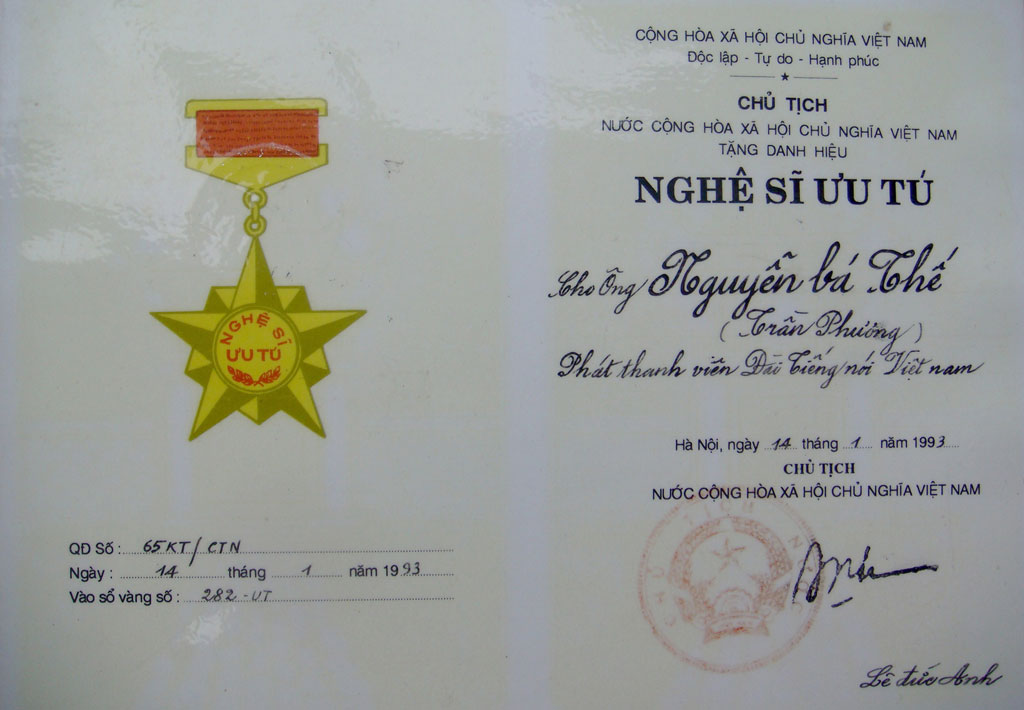 NGHỆ SĨ
ƯU TÚ
QĐ Số : 65KT/CTN
Ngày : 14 tháng 1 năm 1993
Vào sổ vàng số : 282-UT
CỘNG HÒA XÃ HỘI CHỦ NGHĨA VIỆT NAM
Độc lập - Tự do - Hạnh phúc
CHỦ TỊCH
NƯỚC CỘNG HÒA XÃ HỘI CHỦ NGHĨA VIỆT NAM
TẶNG DANH HIỆU
NGHỆ SĨ ƯU TÚ
Cho Ông Nguyễn bá Thế
(Trần Phương)
Phát thanh viên Đài Tiếng nói Việt nam
Hà Nội, ngày 14 tháng 1 năm 1993
CHỦ TỊCH
NƯỚC CỘNG HÒA XÃ HỘI CHỦ NGHĨA VIỆT NAM
Lê đức Anh